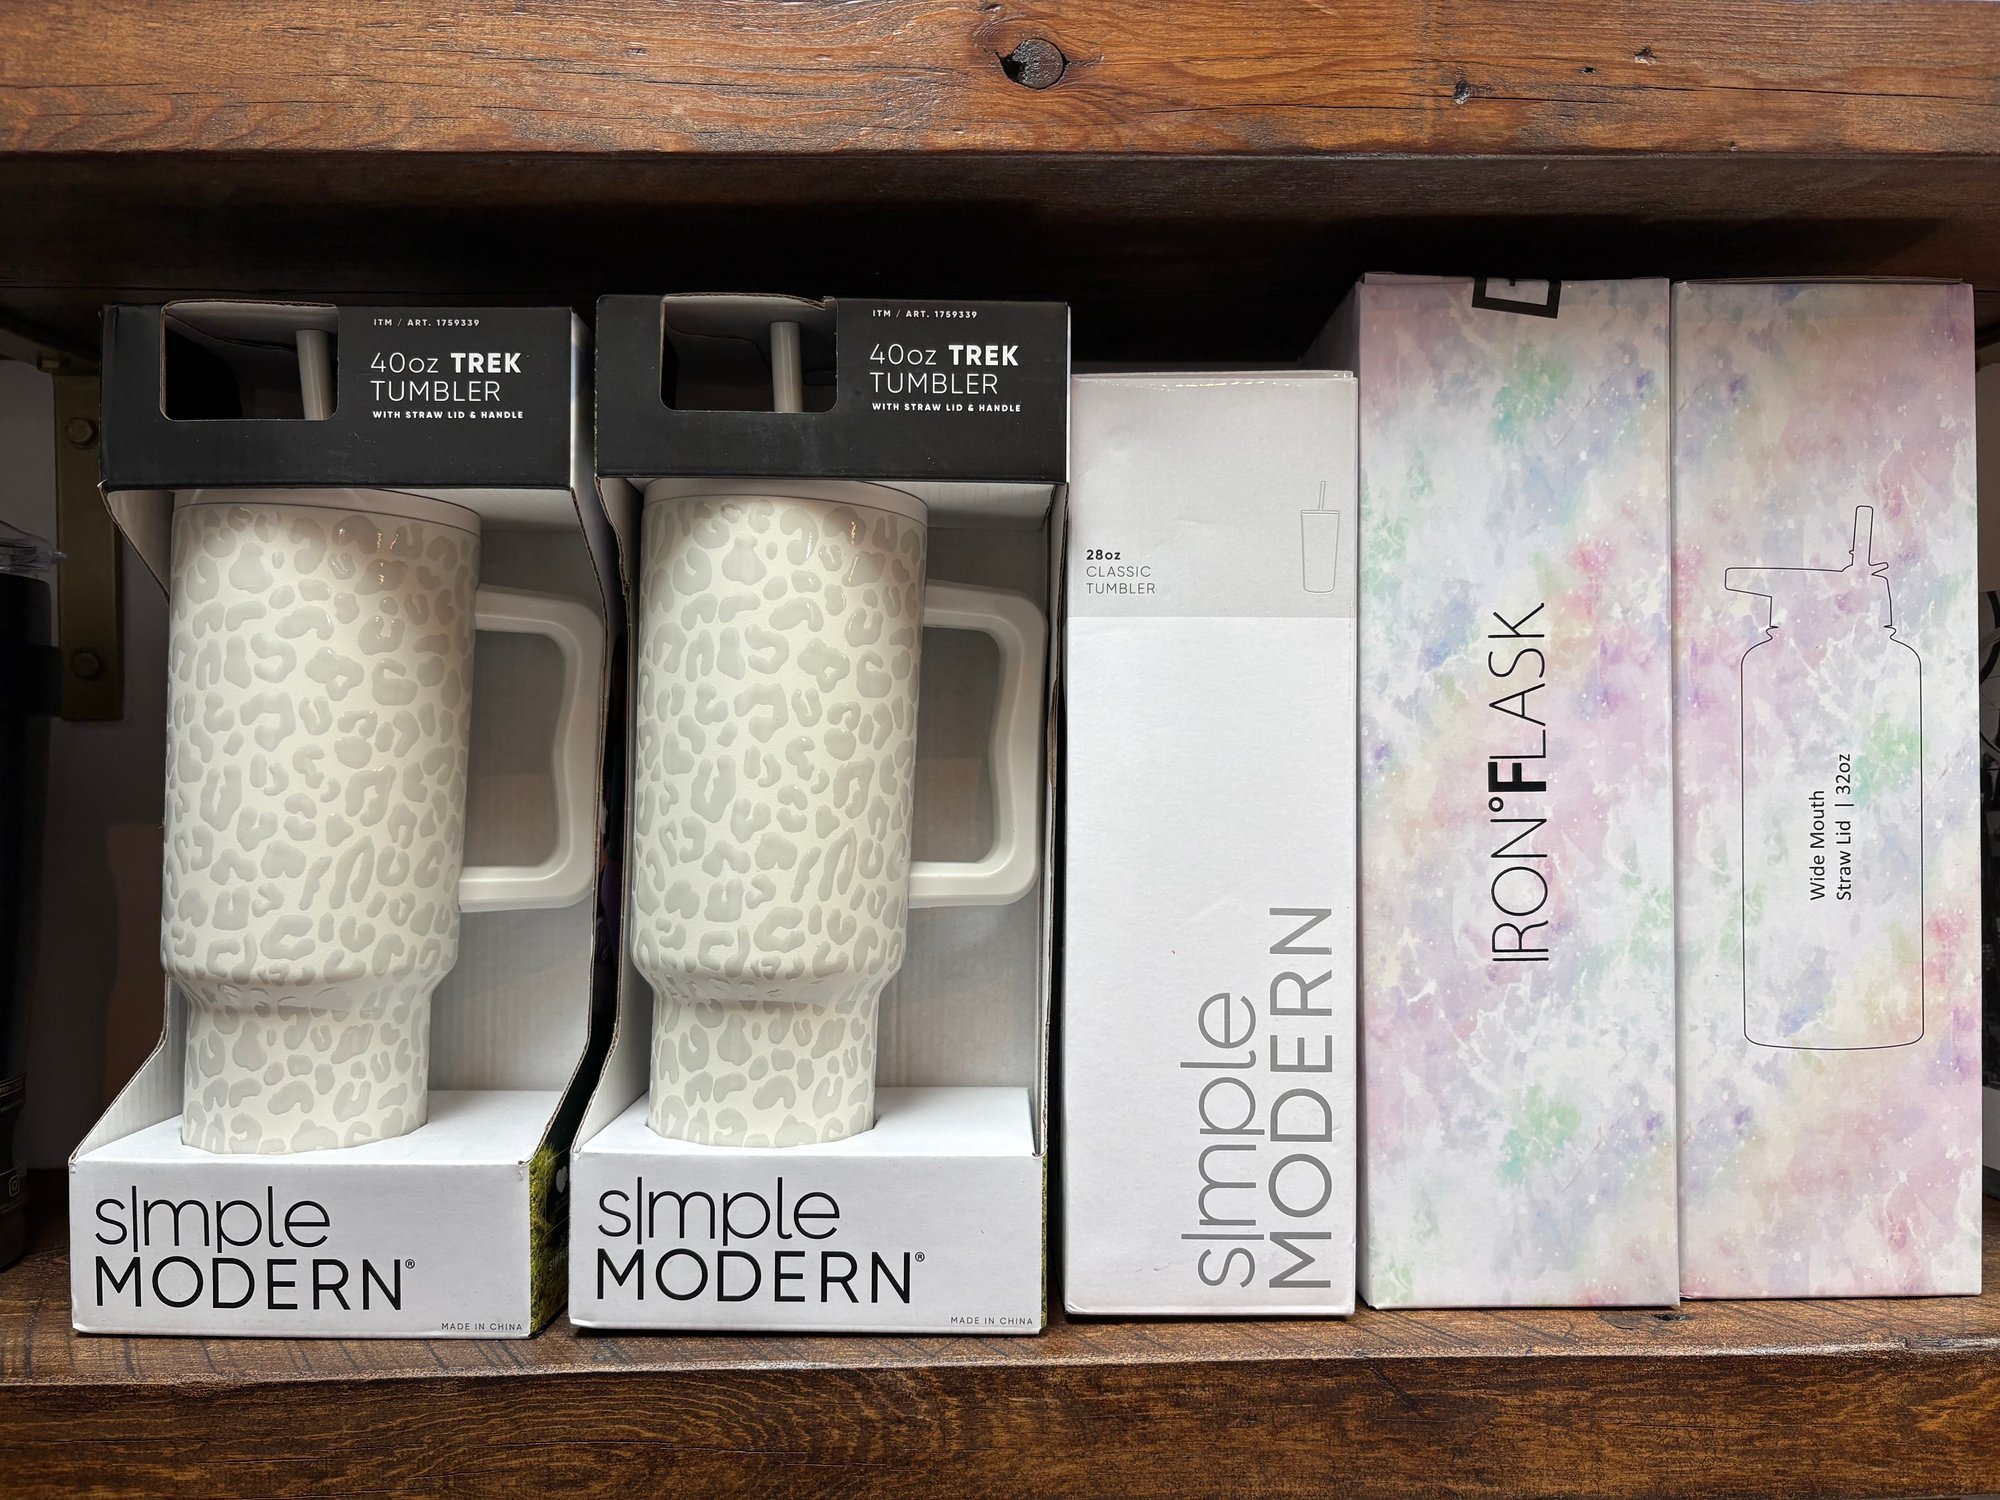 ITM / ART. 1759339
40oz TREK
TUMBLER
WITH STRAW LID & HANDLE
sImple
MODERN®
MADE IN CHINA
ITM / ART. 1759339
40oz TREK
TUMBLER
WITH STRAW LID & HANDLE
sImple
MODERN®
MADE IN CHINA
28oz
CLASSIC
TUMBLER
sImple
MODERN
IRON°FLASK
Wide Mouth
Straw Lid | 32oz